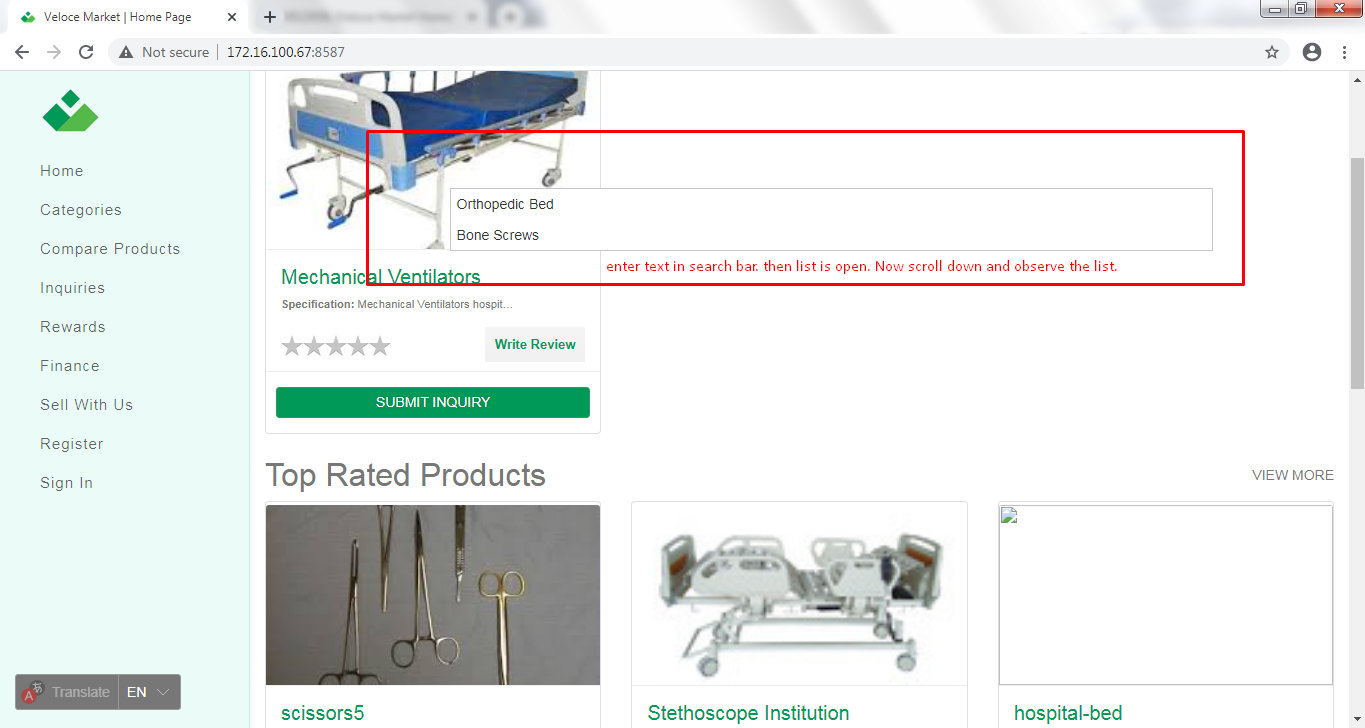 Veloce Market | Home Page
Not secure
172.16.100.67:8587
Home
Categories
Compare Products
Inquiries
Rewards
Finance
Sell With Us
Register
Sign In
Translate
EN
Orthopedic Bed
Bone Screws
enter text in search bar. then list is open. Now scroll down and observe the list.
Mechanical Ventilators
Specification: Mechanical Ventilators hospit...
Write Review
SUBMIT INQUIRY
Top Rated Products
VIEW MORE
scissors5
Stethoscope Institution
hospital-bed